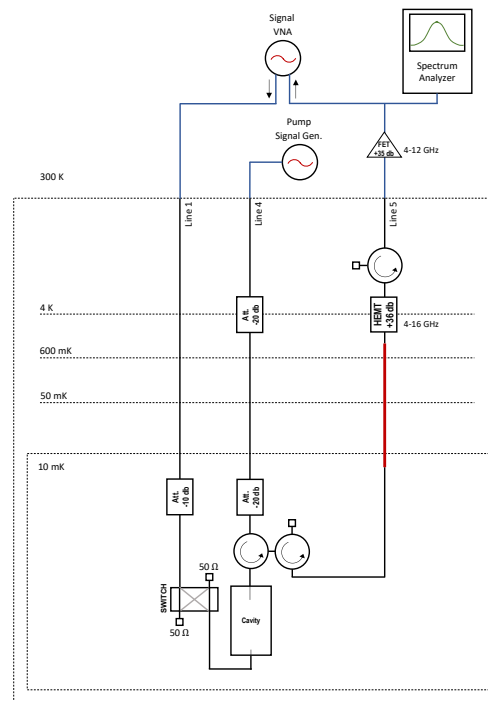 Signal
VNA
Spectrum
Analyzer
Pump
Signal Gen.
FET
+35 db
4-12 GHz
300 K
Line 1
Line 4
Line 5
4 K
Att.
-20 db
HEMT
+36 db
4-16 GHz
600 mK
50 mK
10 mK
Att.
-10 db
Att.
-20db
50 Ω
SWITCH
50 Ω
Cavity